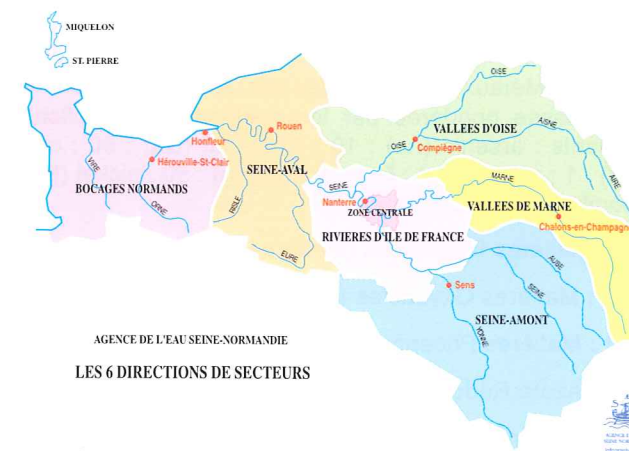 MIQUELON
ST. PIERRE
OISE
AISNE
VALLEES D'OISE
Rouen
Honfleur
OISE
Compiègne
Hérouville-St-Clair
VIRE
SEINE-AVAL
AIRE
MARNE
SEINE
BOCAGES NORMANDS
Nanterre
VALLEES DE MARNE
ORNE
RISLE
ZONE CENTRALE
Chalons-en-Champagne
RIVIERES D'ILE DE FRANCE
EURE
AUBE
Sens
SEINE
SEINE-AMONT
YONNE
AGENCE DE L'EAU SEINE-NORMANDIE
LES 6 DIRECTIONS DE SECTEURS